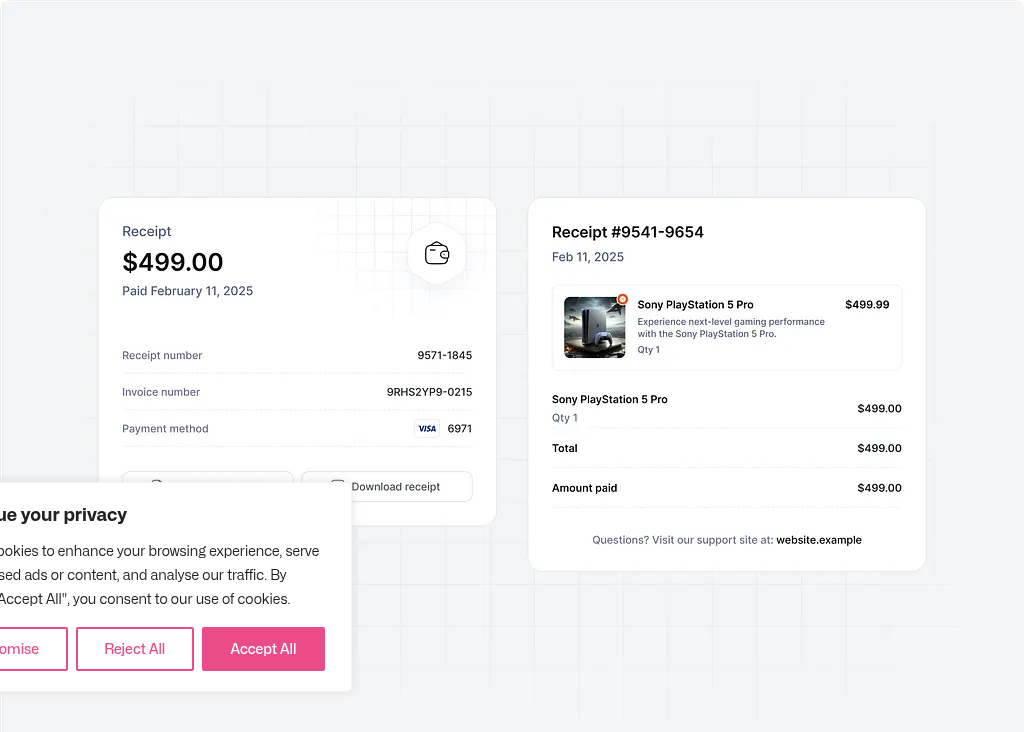 Receipt
$499.00
Paid February 11, 2025
Receipt number 9571-1845
Invoice number 9RHS2YP9-0215
Payment method VISA 6971
Download receipt
Receipt #9541-9654
Feb 11, 2025
Sony PlayStation 5 Pro $499.99
Experience next-level gaming performance
with the Sony PlayStation 5 Pro.
Qty 1
Sony PlayStation 5 Pro
$499.00
Qty 1
Total $499.00
Amount paid $499.00
Questions? Visit our support site at: website.example
your privacy
to enhance your browsing experience, serve
ads or content, and analyse our traffic. By
Accept All", you consent to our use of cookies.
Reject All
Accept All